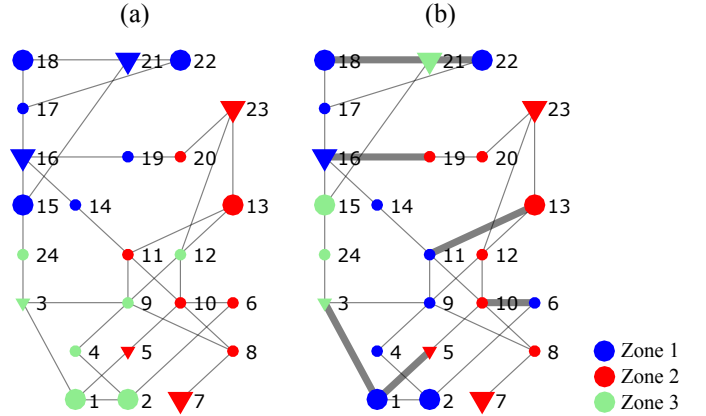 (a) (b)
18 21 22 18 21 22
17 17
23 23
16 19 20 16 19 20
15 14 13 15 14 13
24 11 12 24 11 12
3 9 10 6 3 9 10 6
4 5 8 4 5 8
Zone 1
Zone 2
1 2 7 1 2 7
Zone 3